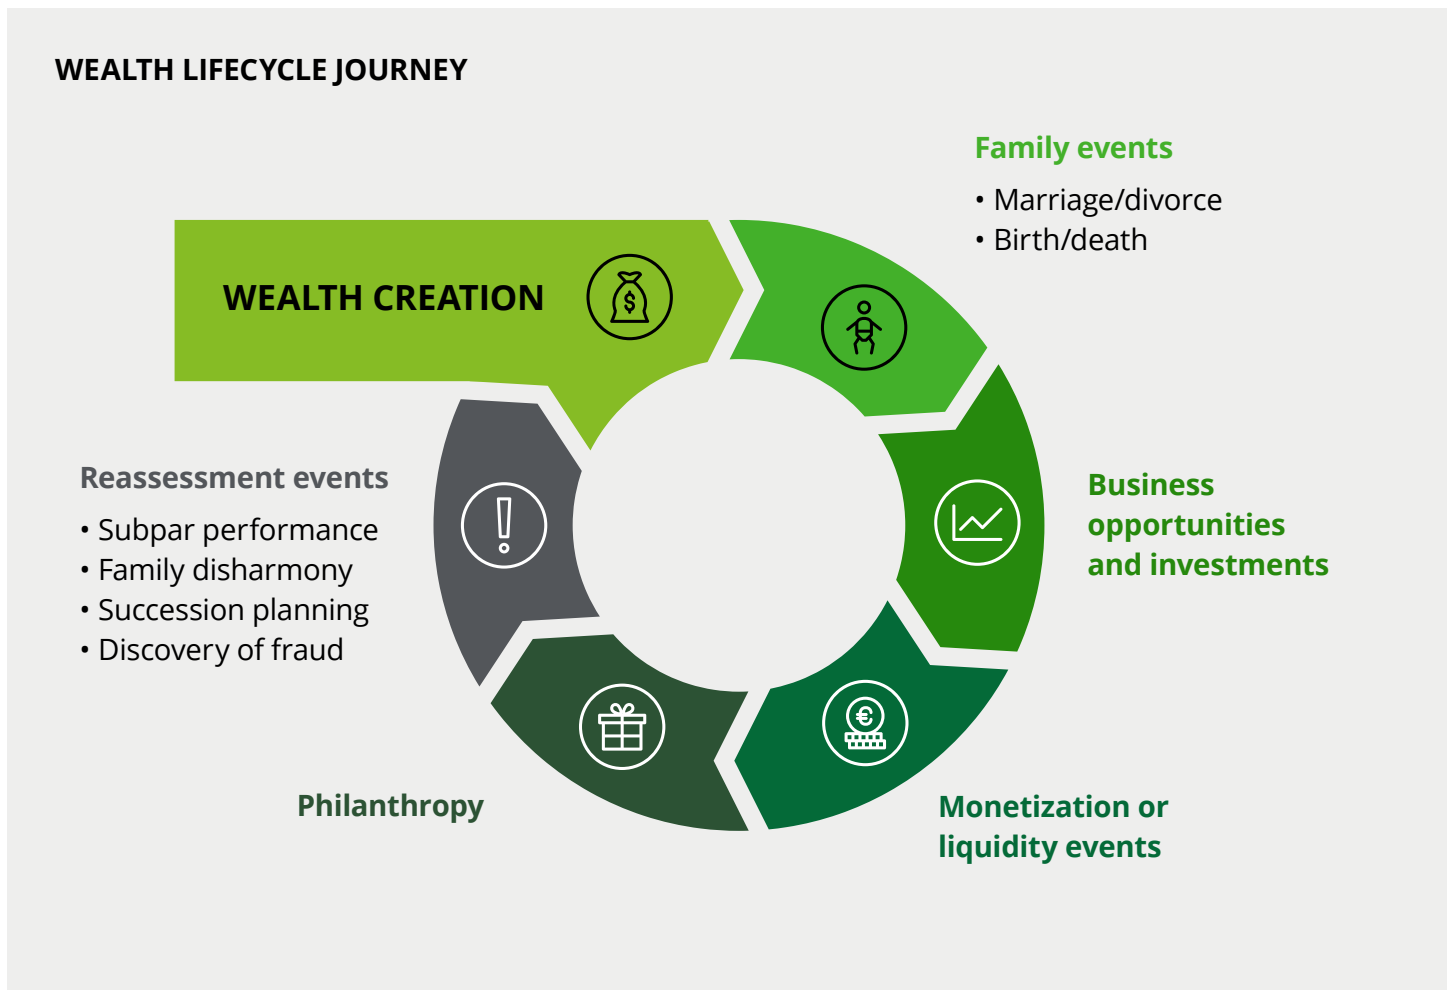 WEALTH LIFECYCLE JOURNEY
Family events
• Marriage/divorce
• Birth/death
WEALTH CREATION
$
Reassessment events
• Subpar performance
• Family disharmony
• Succession planning
• Discovery of fraud
Business
opportunities
and investments
€
Philanthropy
Monetization or
liquidity events